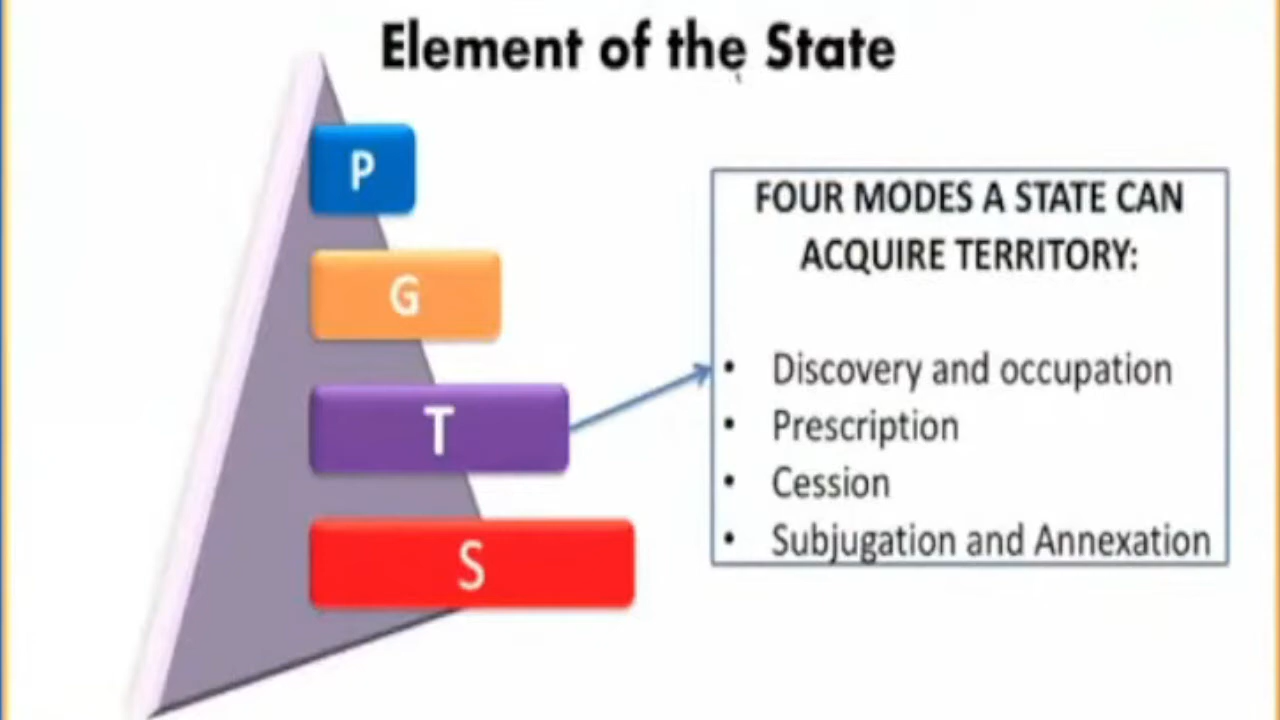 Element of the State
P
G
T
S
FOUR MODES A STATE CAN
ACQUIRE TERRITORY:
• Discovery and occupation
• Prescription
• Cession
• Subjugation and Annexation